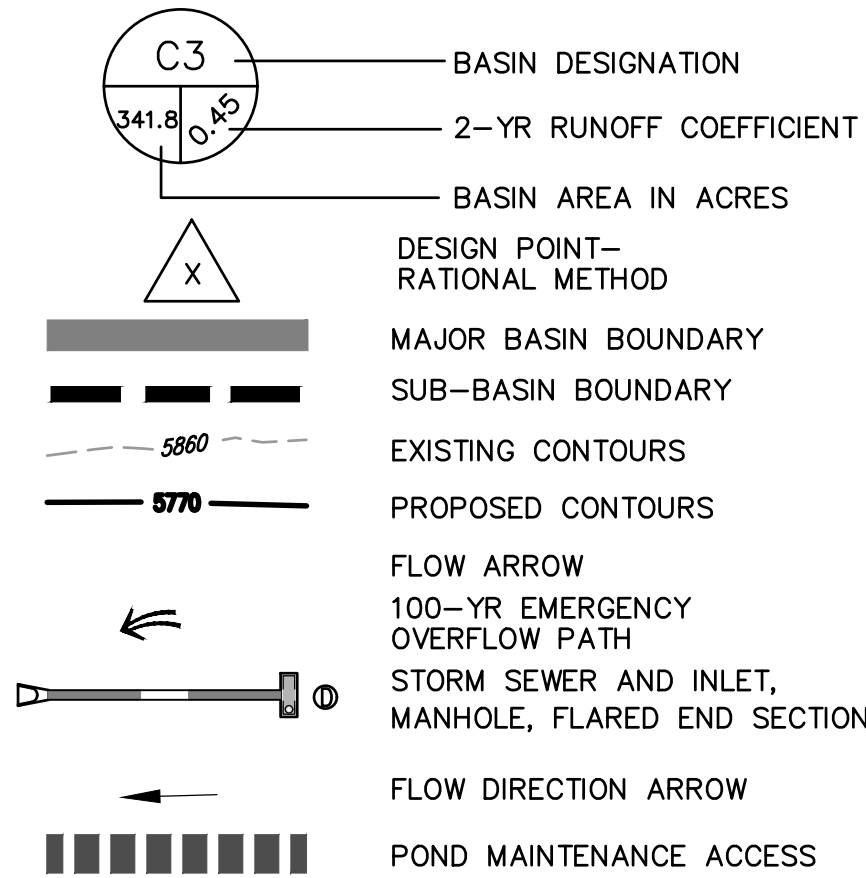 C3
BASIN DESIGNATION
341.8
0.45
2-YR RUNOFF COEFFICIENT
BASIN AREA IN ACRES
X
DESIGN POINT-
RATIONAL METHOD
MAJOR BASIN BOUNDARY
SUB-BASIN BOUNDARY
5860
EXISTING CONTOURS
5770
PROPOSED CONTOURS
FLOW ARROW
100-YR EMERGENCY
OVERFLOW PATH
STORM SEWER AND INLET,
D
MANHOLE, FLARED END SECTION
FLOW DIRECTION ARROW
POND MAINTENANCE ACCESS